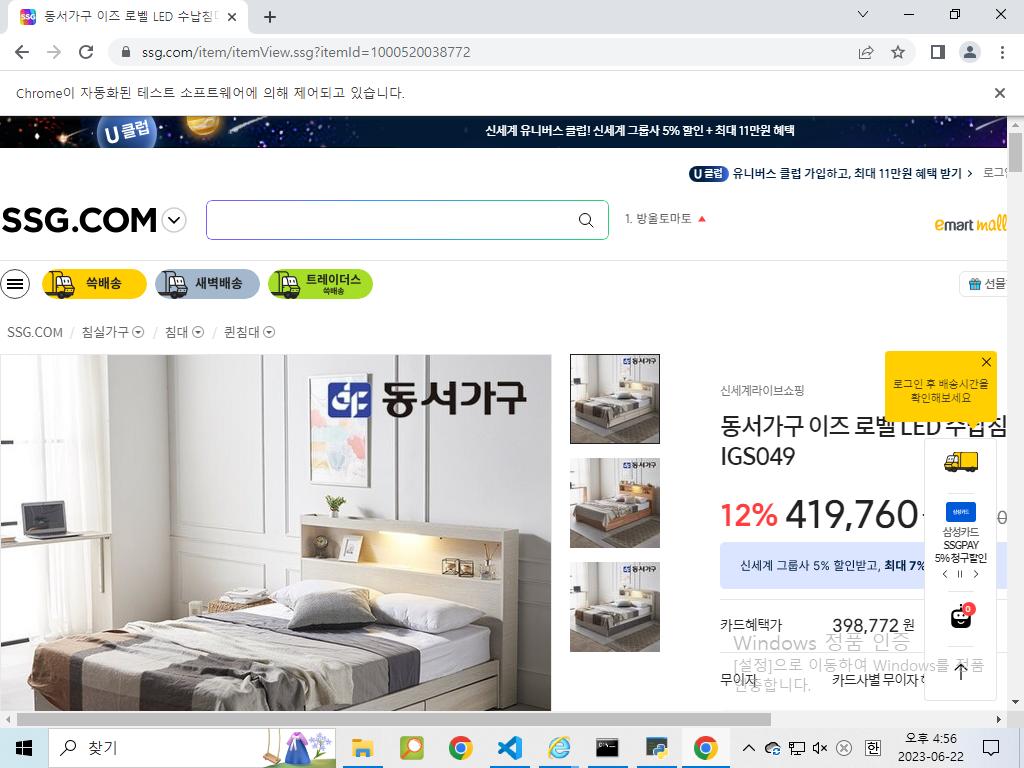 동서가구 이즈 로벨 LED 수납침대
ssg.com/item/itemView.ssg?itemId=1000520038772
Chrome이 자동화된 테스트 소프트웨어에 의해 제어되고 있습니다.
U 클럽
신세계 유니버스 클럽! 신세계 그룹사 5% 할인 + 최대 11만원 혜택
U 클럽 유니버스 클럽 가입하고, 최대 11만원 혜택 받기 >
SSG.COM
1. 방울토마토
emart mall
쓱배송
새벽배송
트레이더스
쓱배송
선물
SSG.COM / 침실가구 / 침대 / 퀸침대
동서가구
신세계라이브쇼핑
로그인 후 배송시간을
확인해보세요
동서가구 이즈 로벨 LED 수납침
IGS049
12% 419,760
삼성카드
삼성카드
SSGPAY
5% 청구할인
신세계 그룹사 5% 할인받고, 최대 7%
카드혜택가 398,772 원
0
Windows 정품 인증
[설정]으로 이동하여 Windows를 정품
인증합니다.
무이자 카드사별 무이자
찾기
한
오후 4:56
2023-06-22